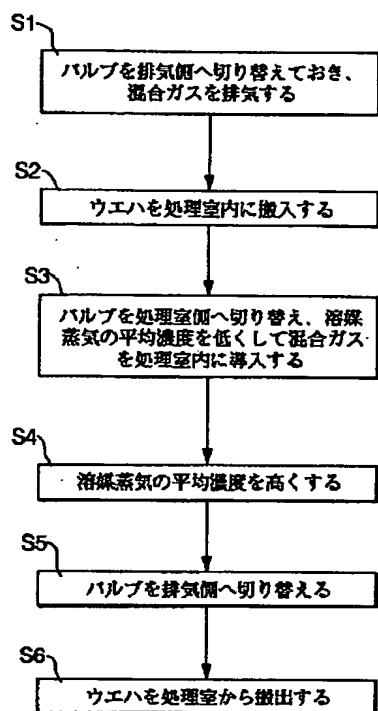 S1
バルブを排気側へ切り替えておき、
混合ガスを排気する
S2
ウエハを処理室内に搬入する
S3
バルブを処理室側へ切り替え、溶媒
蒸気の平均濃度を低くして混合ガス
を処理室内に導入する
S4
溶媒蒸気の平均濃度を高くする
S5
バルブを排気側へ切り替える
S6
ウエハを処理室から搬出する